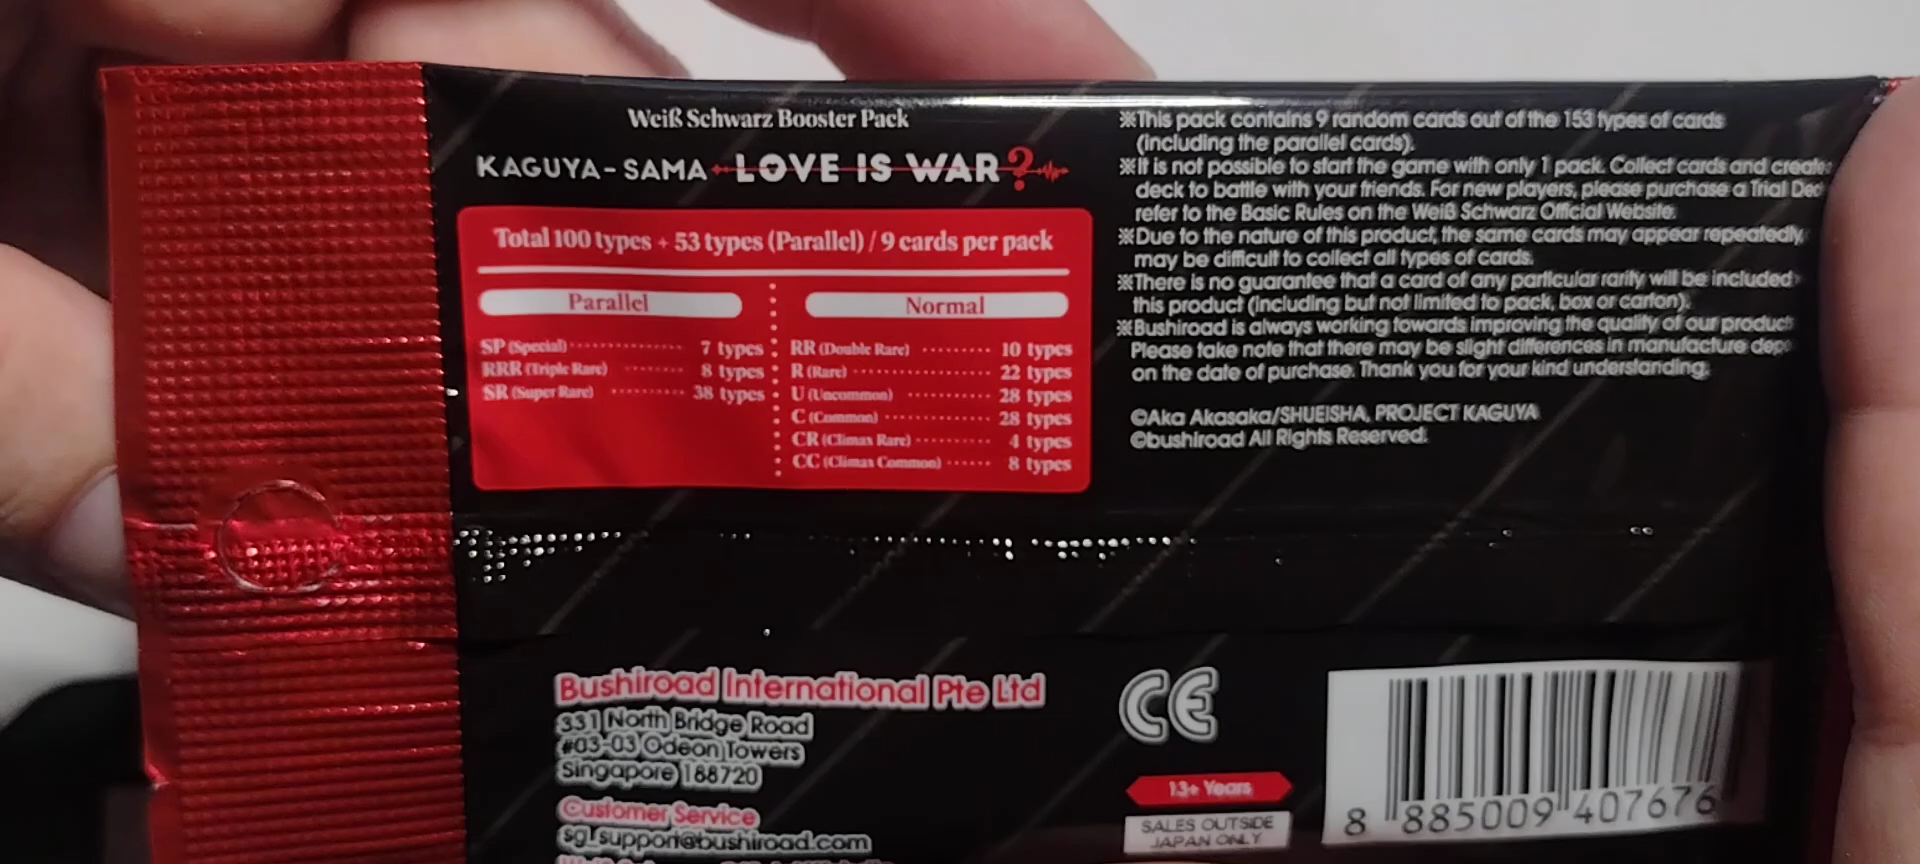 Weiß Schwarz Booster Pack
KAGUYA-SAMA LOVE IS WAR?
Total 100 types + 53 types (Parallel) / 9 cards per pack
Parallel
SP (Special) ·············· 7 types
RRR (Triple Rare) ······· 8 types
SR (Super Rare) ········· 38 types
Normal
RR (Double Rare) ········ 10 types
R (Rare) ················ 22 types
U (Uncommon) ·········· 28 types
C (Common) ············ 28 types
CR (Climax Rare) ········ 4 types
CC (Climax Common) ······ 8 types
※This pack contains 9 random cards out of the 153 types of cards
(including the parallel cards).
※It is not possible to start the game with only 1 pack. Collect cards and create
deck to battle with your friends. For new players, please purchase a Trial Dec
refer to the Basic Rules on the Weiß Schwarz Official Website.
※Due to the nature of this product, the same cards may appear repeatedly,
may be difficult to collect all types of cards.
※There is no guarantee that a card of any particular rarity will be included
this product (including but not limited to pack, box or carton).
※Bushiroad is always working towards improving the quality of our product
Please take note that there may be slight differences in manufacture depe
on the date of purchase. Thank you for your kind understanding.
©Aka Akasaka/SHUEISHA, PROJECT KAGUYA
©bushiroad All Rights Reserved.
Bushiroad International Pte Ltd
331 North Bridge Road
#03-03 Odeon Towers
Singapore 188720
Customer Service
sg_support@bushiroad.com
CE
13+ Years
SALES OUTSIDE
JAPAN ONLY
8 885009 407676